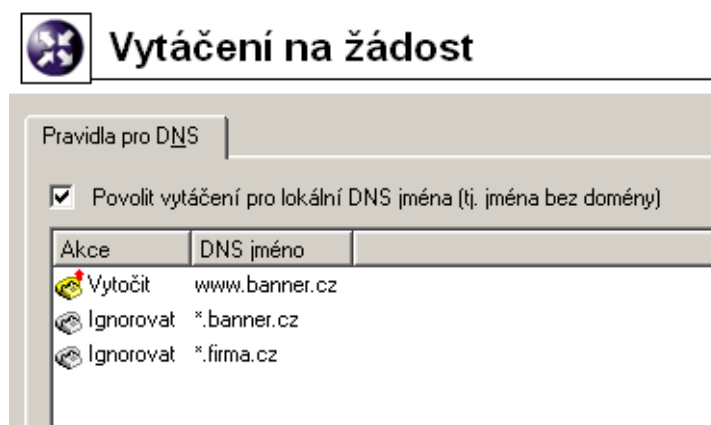 Vytáčení na žádost
Pravidla pro DNS
Povolit vytáčení pro lokální DNS jména (tj. jména bez domény)
Akce DNS jméno
Vytočit www.banner.cz
Ignorovat *.banner.cz
Ignorovat *.firma.cz